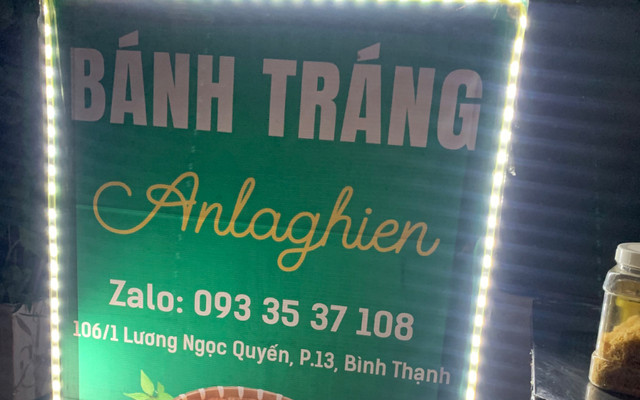 BÁNH TRÁNG
Anlaghien
Zalo: 093 35 37 108
106/1 Lương Ngọc Quyến, P.13, Bình Thạnh